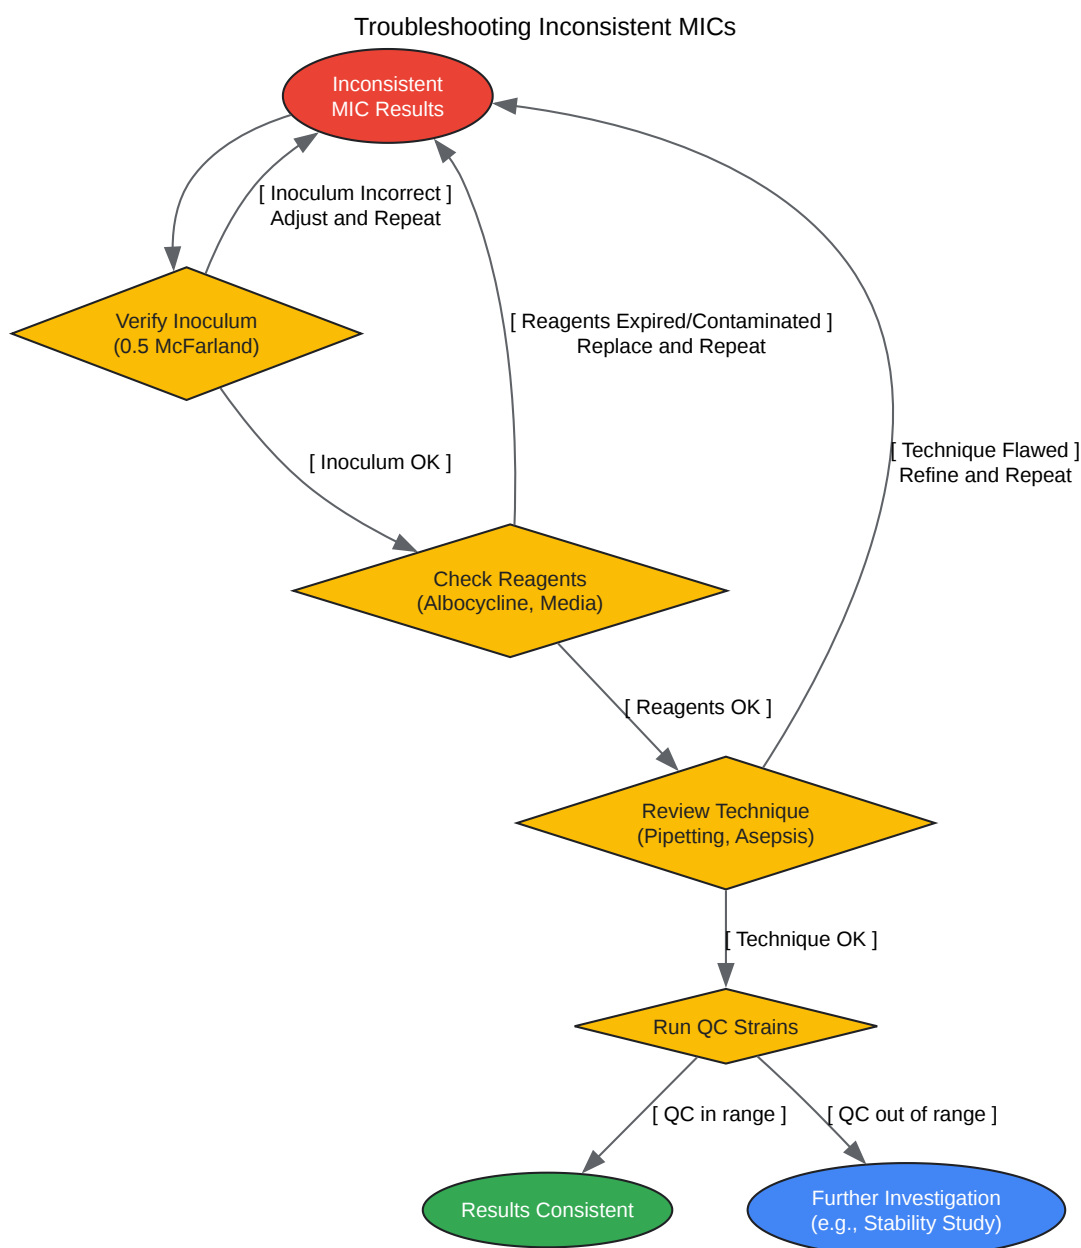 Troubleshooting Inconsistent MICs
Inconsistent
MIC Results
[ Inoculum Incorrect ]
Adjust and Repeat
Verify Inoculum
(0.5 McFarland)
[ Reagents Expired/Contaminated ]
Replace and Repeat
[ Inoculum OK ]
[ Technique Flawed ]
Refine and Repeat
Check Reagents
(Albocycline, Media)
[ Reagents OK ]
Review Technique
(Pipetting, Asepsis)
[ Technique OK ]
Run QC Strains
[ QC in range ]
[ QC out of range ]
Results Consistent
Further Investigation
(e.g., Stability Study)